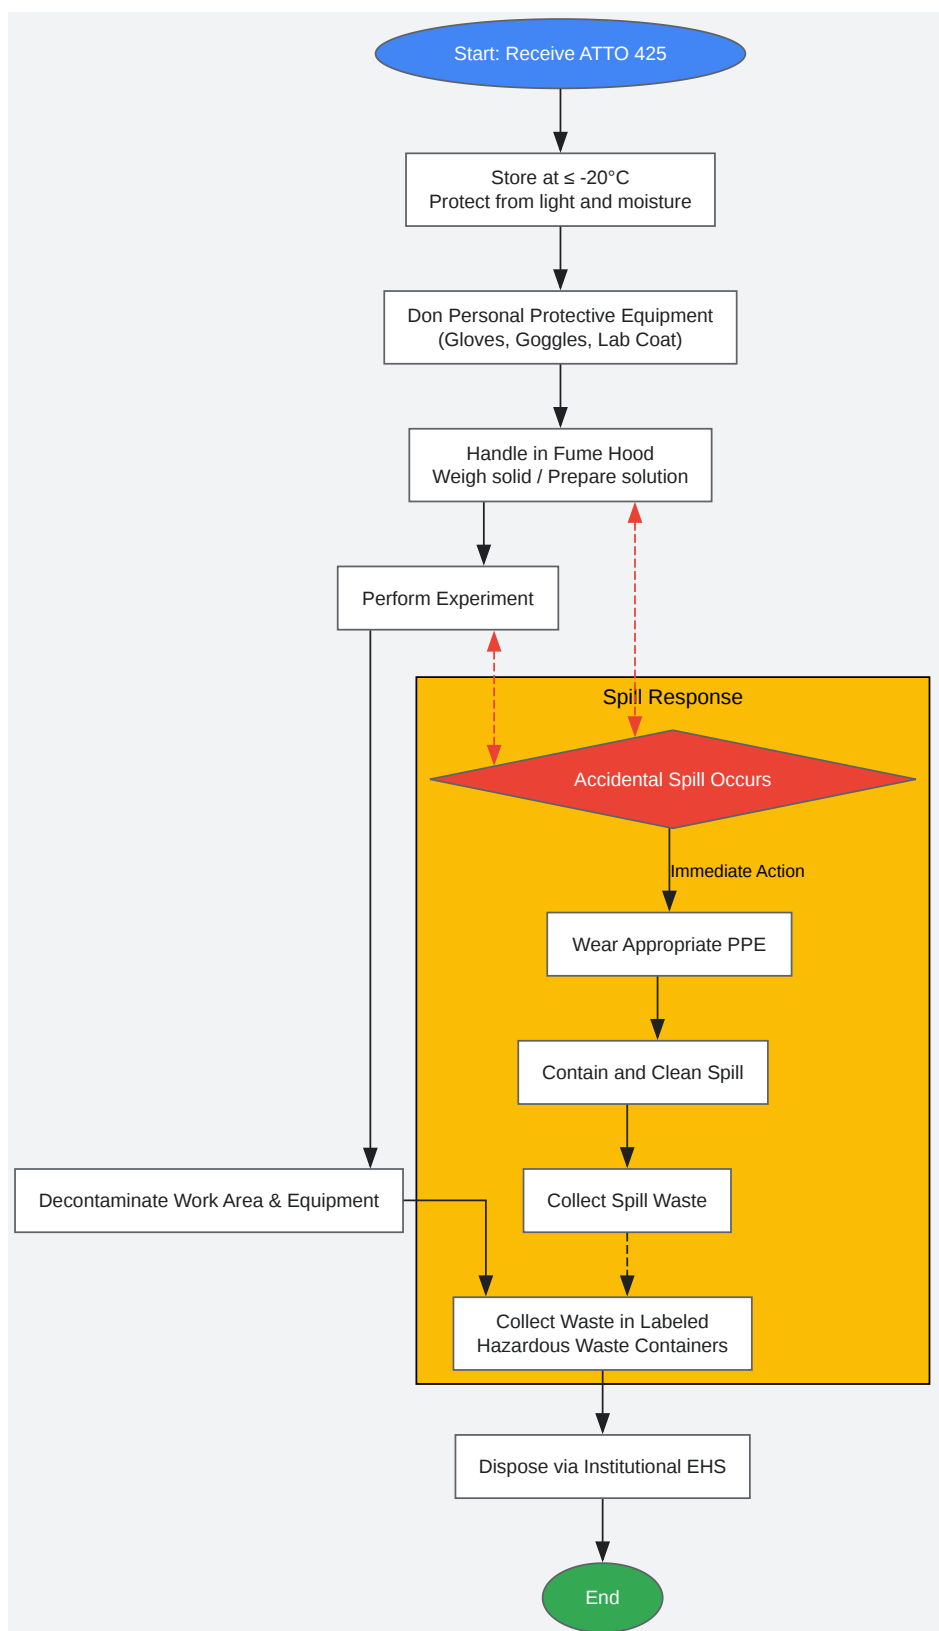 Start: Receive ATTO 425
Store at ≤ -20°C
Protect from light and moisture
Don Personal Protective Equipment
(Gloves, Goggles, Lab Coat)
Handle in Fume Hood
Weigh solid / Prepare solution
Perform Experiment
Spill Response
Accidental Spill Occurs
Immediate Action
Wear Appropriate PPE
Contain and Clean Spill
Decontaminate Work Area & Equipment
Collect Spill Waste
Collect Waste in Labeled
Hazardous Waste Containers
Dispose via Institutional EHS
End